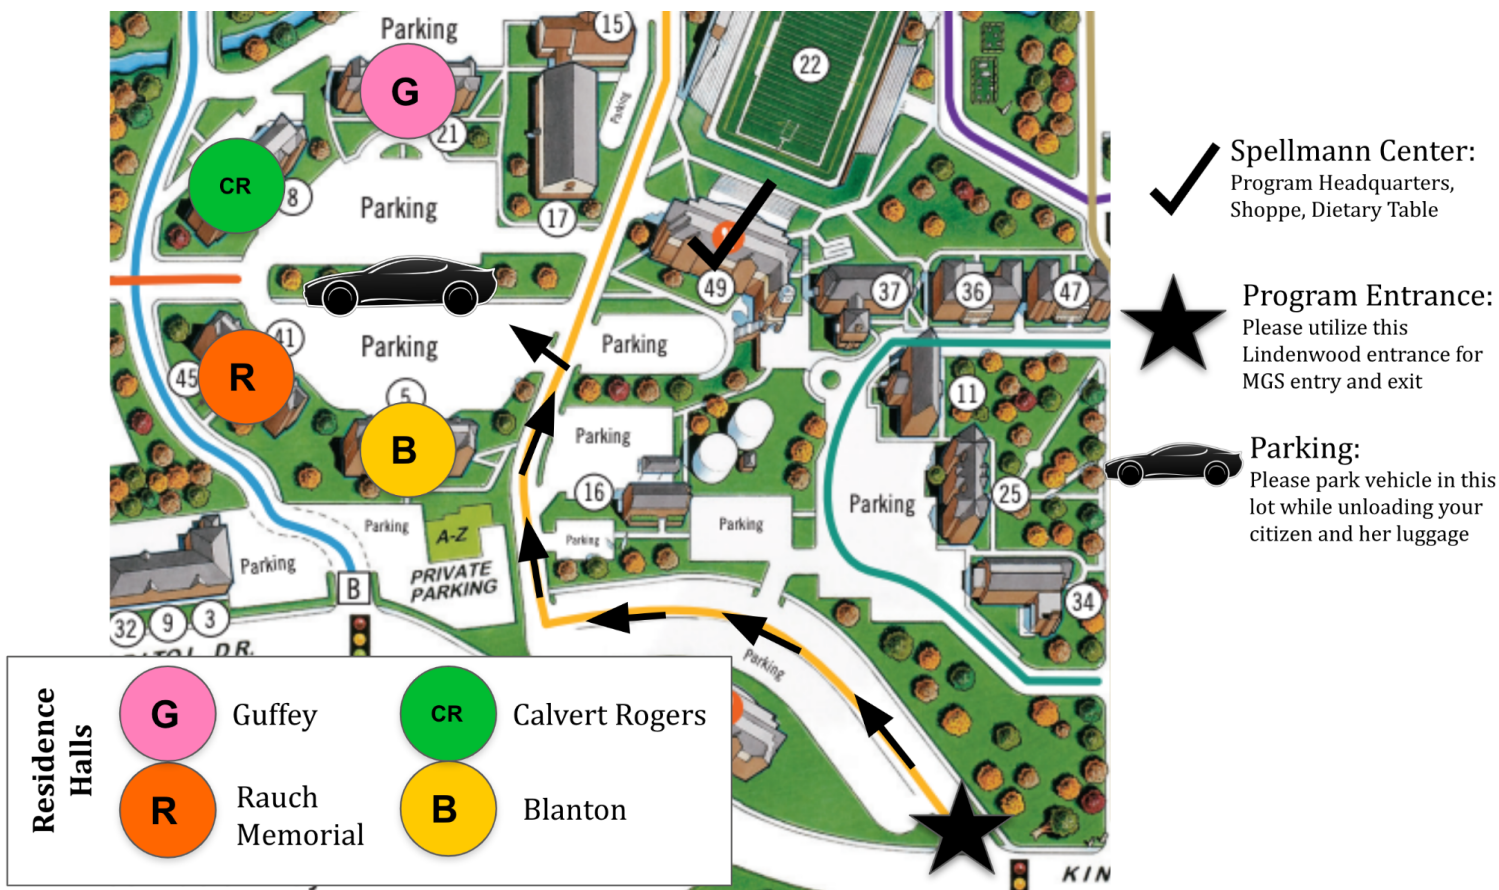 Parking
15
22
G
21
Parking
CR
8
Parking
17
49
37
36
47
Spellmann Center:
Program Headquarters,
Shoppe, Dietary Table
Program Entrance:
Please utilize this
Lindenwood entrance for
MGS entry and exit
Parking:
Please park vehicle in this
lot while unloading your
citizen and her luggage
41
Parking
Parking
45
R
5
B
11
Parking
16
25
Parking
Parking
Parking
Parking
A-Z
PRIVATE
PARKING
Parking
B
34
32
9
3
DR.
Parking
KIN
Residence
Halls
G
Guffey
CR
Calvert Rogers
R
Rauch
Memorial
B
Blanton